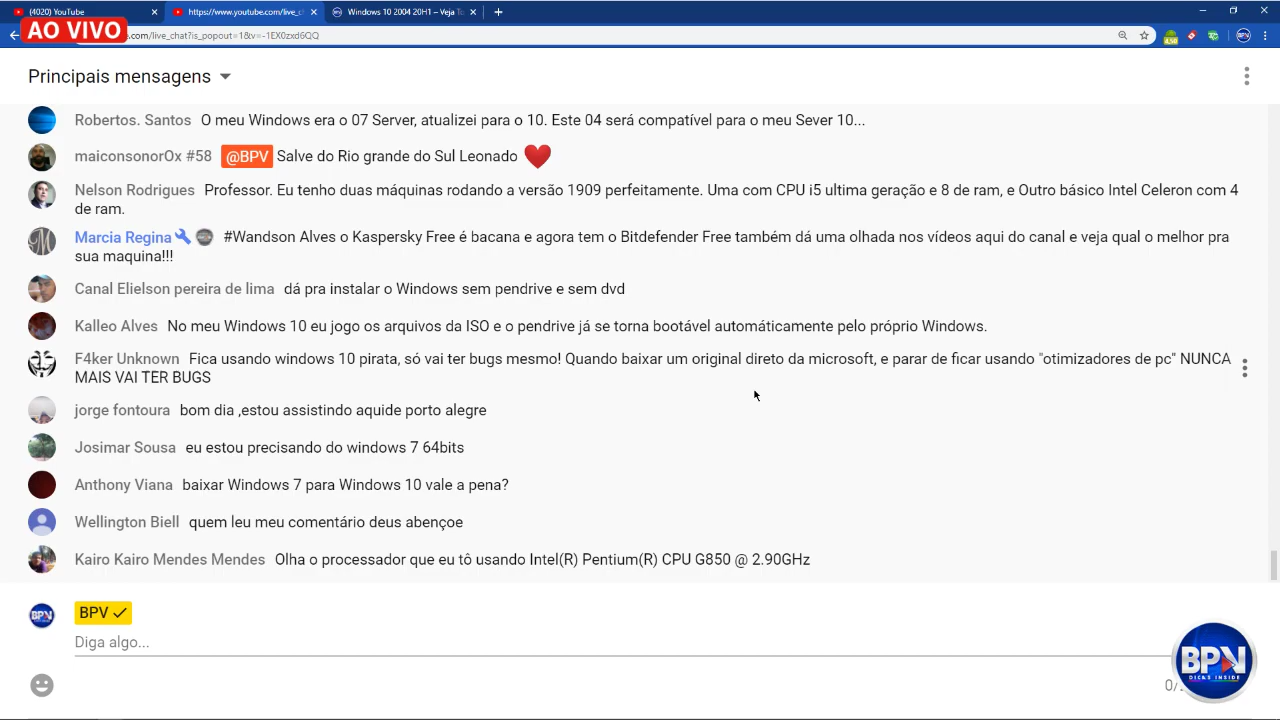 (4020) YouTube
https://www.youtube.com/live_c
Windows 10 2004 20H1 – Veja To
AO VIVO
.com/live_chat?is_popout=1&v=-1EX0zxd6QQ
4,50
BPV
Principais mensagens
Robertos. Santos O meu Windows era o 07 Server, atualizei para o 10. Este 04 será compatível para o meu Sever 10...
maiconsonorOx #58 @BPV Salve do Rio grande do Sul Leonado
Nelson Rodrigues Professor. Eu tenho duas máquinas rodando a versão 1909 perfeitamente. Uma com CPU i5 ultima geração e 8 de ram, e Outro básico Intel Celeron com 4
de ram.
Marcia Regina #Wandson Alves o Kaspersky Free é bacana e agora tem o Bitdefender Free também dá uma olhada nos vídeos aqui do canal e veja qual o melhor pra
sua maquina!!!
Canal Elielson pereira de lima dá pra instalar o Windows sem pendrive e sem dvd
Kalleo Alves No meu Windows 10 eu jogo os arquivos da ISO e o pendrive já se torna bootável automáticamente pelo próprio Windows.
F4ker Unknown Fica usando windows 10 pirata, só vai ter bugs mesmo! Quando baixar um original direto da microsoft, e parar de ficar usando "otimizadores de pc" NUNCA
MAIS VAI TER BUGS
jorge fontoura bom dia ,estou assistindo aquide porto alegre
Josimar Sousa eu estou precisando do windows 7 64bits
Anthony Viana baixar Windows 7 para Windows 10 vale a pena?
Wellington Biell quem leu meu comentário deus abençoe
Kairo Kairo Mendes Mendes Olha o processador que eu tô usando Intel(R) Pentium(R) CPU G850 @ 2.90GHz
BPV
BPV
Diga algo...
0/
BPV
DICAS INSIDE